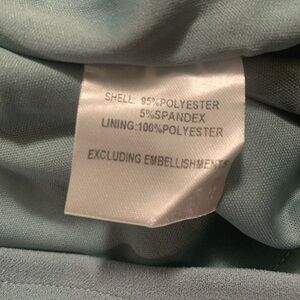 SHELL: 95%POLYESTER
5%SPANDEX
LINING:100%POLYESTER
EXCLUDING EMBELLISHMENTS